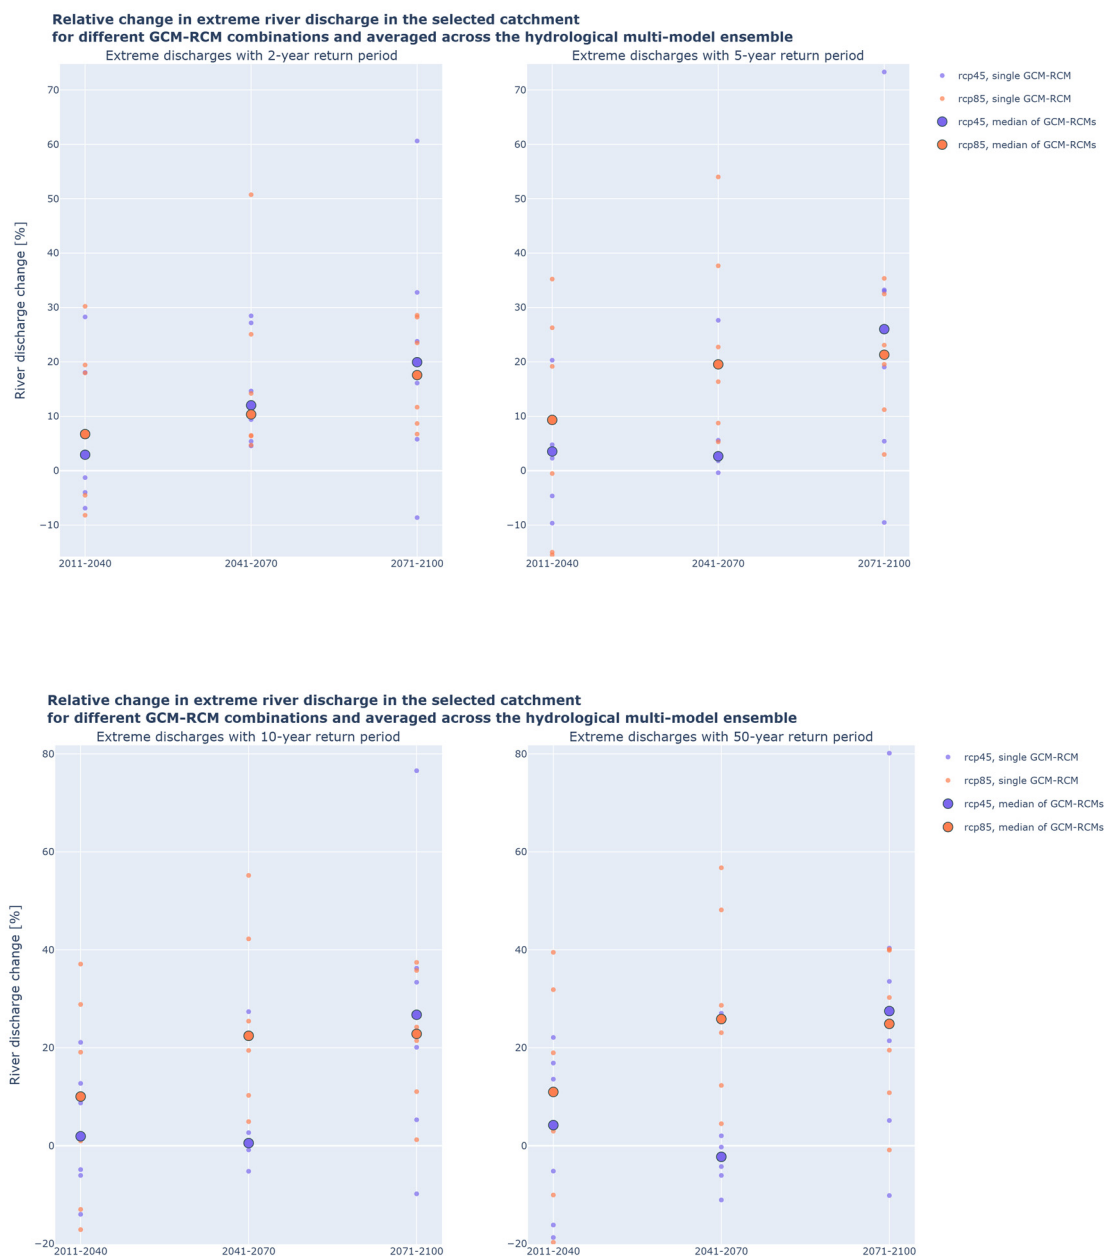 Relative change in extreme river discharge in the selected catchment
for different GCM-RCM combinations and averaged across the hydrological multi-model ensemble
Extreme discharges with 2-year return period
Extreme discharges with 5-year return period
River discharge change [%]
70
60
50
40
30
20
10
0
−10
2011-2040
2041-2070
2071-2100
70
60
50
40
30
20
10
0
−10
2011-2040
2041-2070
2071-2100
rcp45, single GCM-RCM
rcp85, single GCM-RCM
rcp45, median of GCM-RCMs
rcp85, median of GCM-RCMs
Relative change in extreme river discharge in the selected catchment
for different GCM-RCM combinations and averaged across the hydrological multi-model ensemble
Extreme discharges with 10-year return period
Extreme discharges with 50-year return period
River discharge change [%]
80
60
40
20
0
−20
2011-2040
2041-2070
2071-2100
80
60
40
20
0
−20
2011-2040
2041-2070
2071-2100
rcp45, single GCM-RCM
rcp85, single GCM-RCM
rcp45, median of GCM-RCMs
rcp85, median of GCM-RCMs